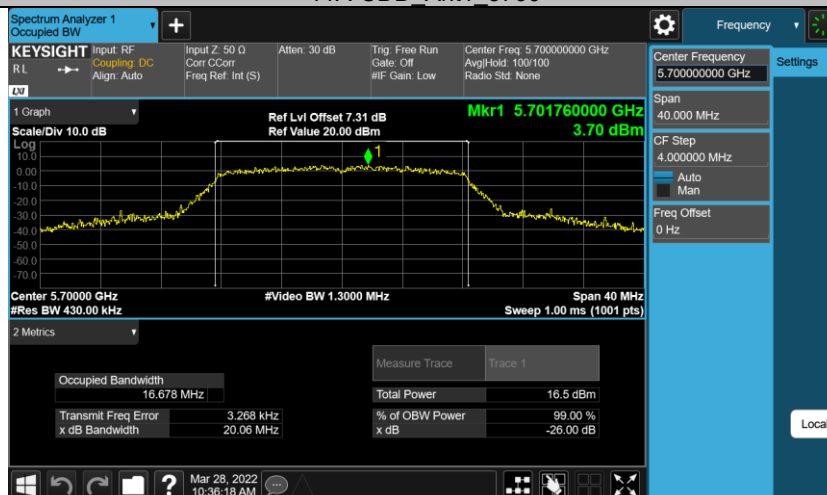 Spectrum Analyzer 1
Occupied BW
+
Frequency
KEYSIGHT
RL
LXI
Input: RF
Coupling: DC
Align: Auto
Input Z: 50 Ω
Corr CCorr
Freq Ref: Int (S)
Atten: 30 dB
Trig: Free Run
Gate: Off
#IF Gain: Low
Center Freq: 5.700000000 GHz
Avg|Hold: 100/100
Radio Std: None
Center Frequency
5.700000000 GHz
Settings
Span
40.000 MHz
CF Step
4.000000 MHz
Auto
Man
Freq Offset
0 Hz
Local
1 Graph
Scale/Div 10.0 dB
Ref Lvl Offset 7.31 dB
Ref Value 20.00 dBm
Mkr1 5.701760000 GHz
3.70 dBm
Log
10.0
0.00
-10.0
-20.0
-30.0
-40.0
-50.0
-60.0
-70.0
1
Center 5.70000 GHz
#Res BW 430.00 kHz
#Video BW 1.3000 MHz
Span 40 MHz
Sweep 1.00 ms (1001 pts)
2 Metrics
Measure Trace
Trace 1
Occupied Bandwidth
16.678 MHz
Total Power
16.5 dBm
Transmit Freq Error
3.268 kHz
% of OBW Power
99.00 %
x dB Bandwidth
20.06 MHz
x dB
-26.00 dB
?
Mar 28, 2022
10:36:18 AM